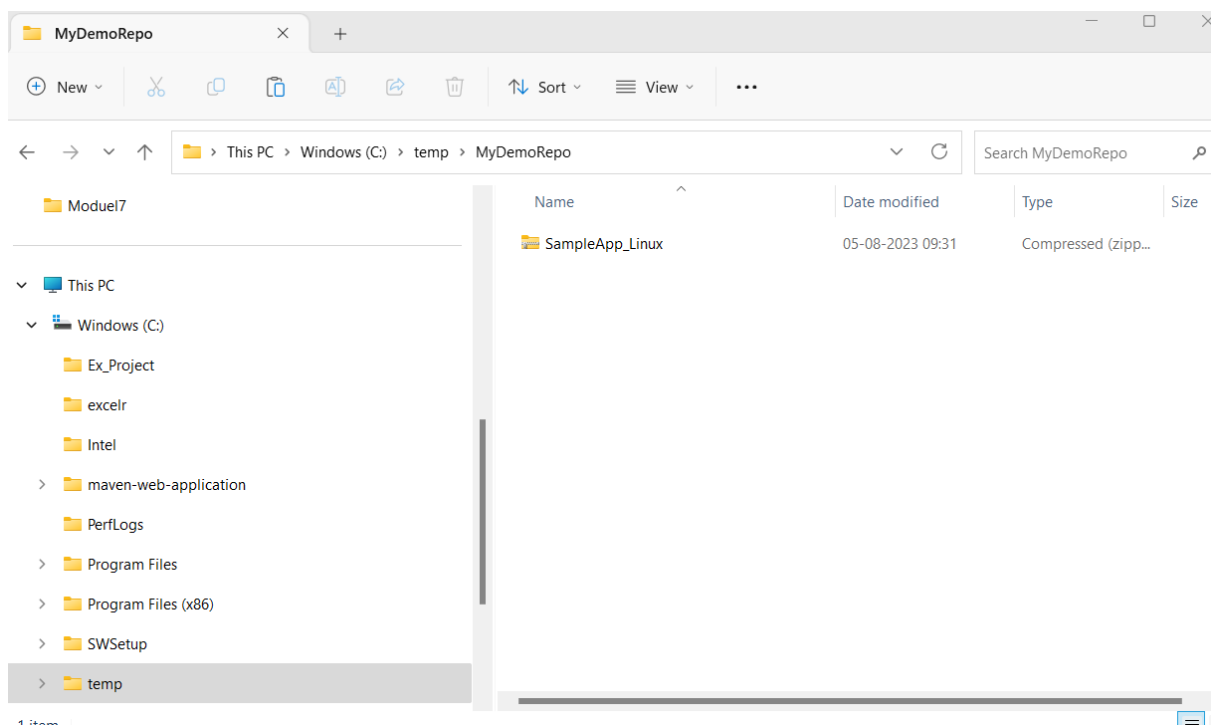 MyDemoRepo
New
Sort
View
This PC > Windows (C:) > temp > MyDemoRepo
Search MyDemoRepo
Moduel7
This PC
Windows (C:)
Ex_Project
excelr
Intel
maven-web-application
PerfLogs
Program Files
Program Files (x86)
SWSetup
temp
Name Date modified Type Size
SampleApp_Linux 05-08-2023 09:31 Compressed (zipp...
1 item